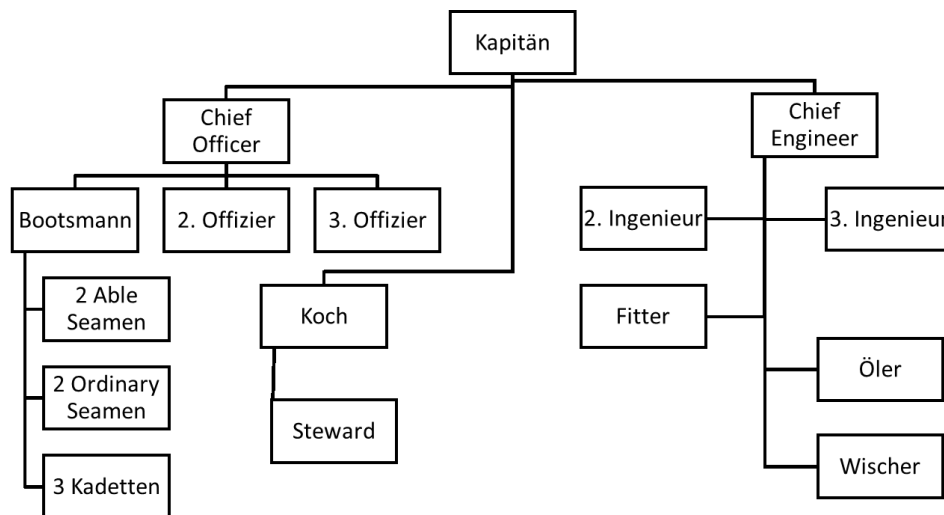 Kapitän
Chief
Officer
Chief
Engineer
Bootsmann
2. Offizier
3. Offizier
2. Ingenieur
3. Ingenieur
2 Able
Seamen
Koch
Fitter
2 Ordinary
Seamen
Öler
Steward
Wischer
3 Kadetten